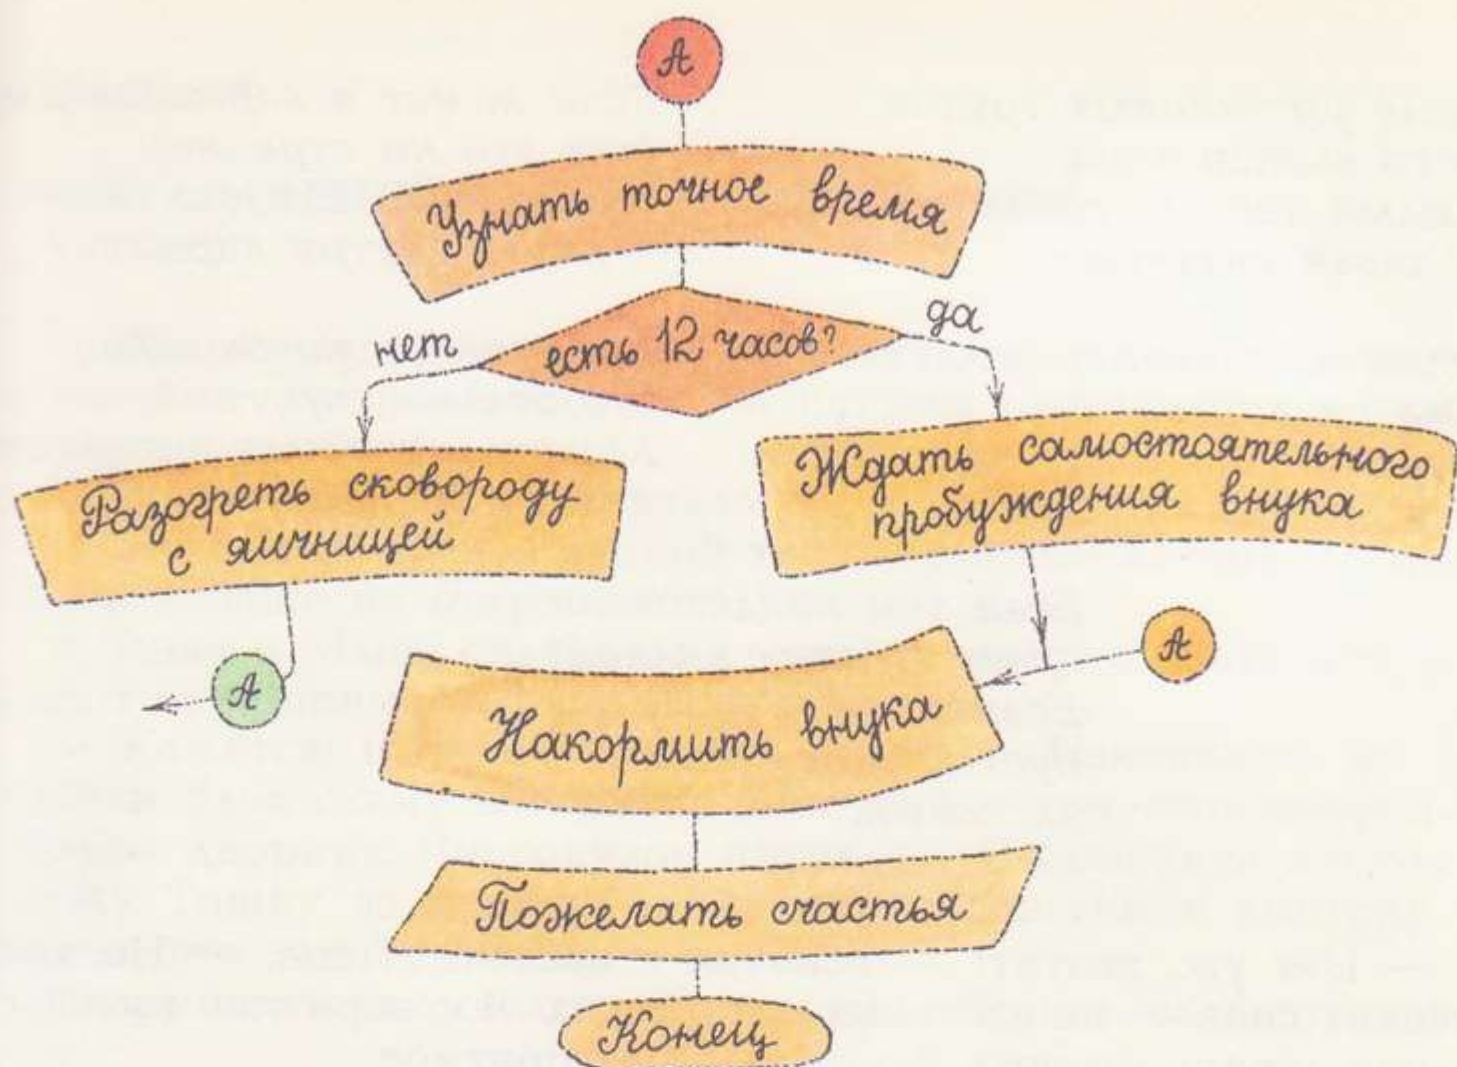 А
Узнать точное время
есть 12 часов?
нет
да
Разогреть сковороду
с яичницей
Ждать самостоятельного
пробуждения внука
А
А
Накормить внука
Пожелать счастья
Конец